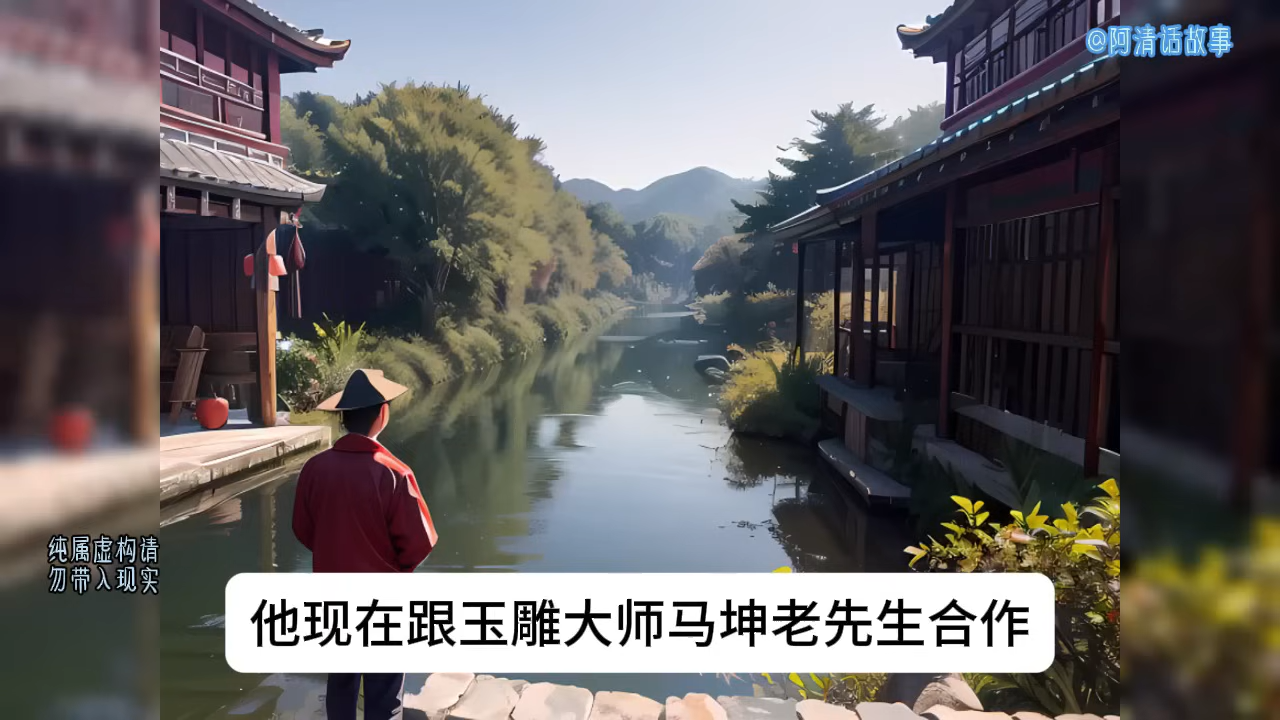 @阿清话故事
纯属虚构请
勿带入现实
他现在跟玉雕大师马坤老先生合作